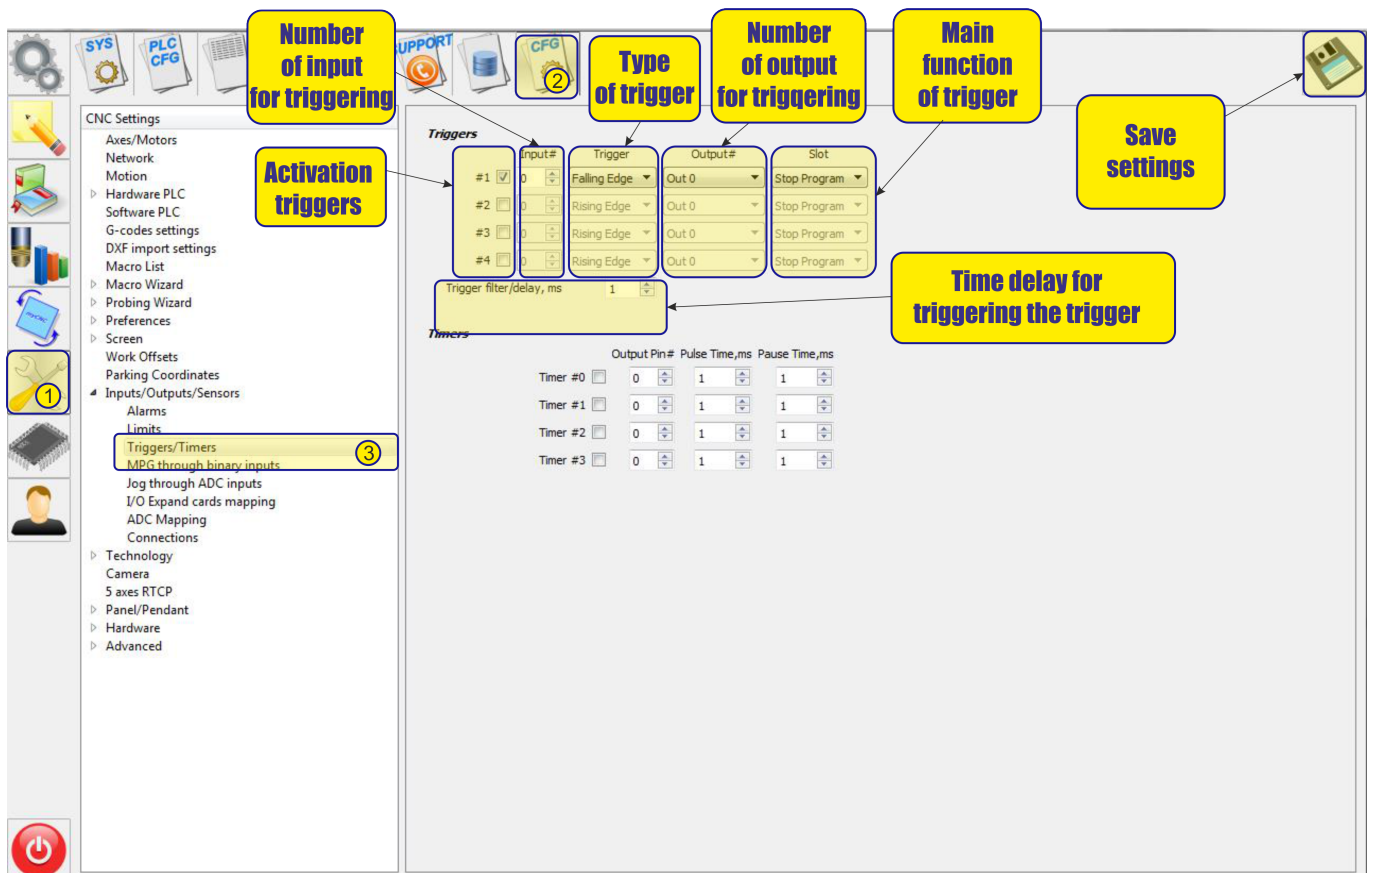 Number
of input
for triggering
Type
of trigger
Number
of output
for trigqering
Main
function
of trigger
Save
settings
SYS
PLC
CFG
UPPORT
CFG
2
CNC Settings
Axes/Motors
Network
Motion
Hardware PLC
Software PLC
G-codes settings
DXF import settings
Macro List
Macro Wizard
Probing Wizard
Preferences
Screen
Work Offsets
Parking Coordinates
Inputs/Outputs/Sensors
Alarms
Limits
Triggers/Timers
3
MPG through binary inputs
Jog through ADC inputs
I/O Expand cards mapping
ADC Mapping
Connections
Technology
Camera
5 axes RTCP
Panel/Pendant
Hardware
Advanced
myCNC
1
Activation
triggers
Triggers
Input# Trigger Output# Slot
#1 0 Falling Edge Out 0 Stop Program
#2 0 Rising Edge Out 0 Stop Program
#3 0 Rising Edge Out 0 Stop Program
#4 0 Rising Edge Out 0 Stop Program
Trigger filter/delay, ms 1
Time delay for
triggering the trigger
Timers
Output Pin# Pulse Time,ms Pause Time,ms
Timer #0 0 1 1
Timer #1 0 1 1
Timer #2 0 1 1
Timer #3 0 1 1